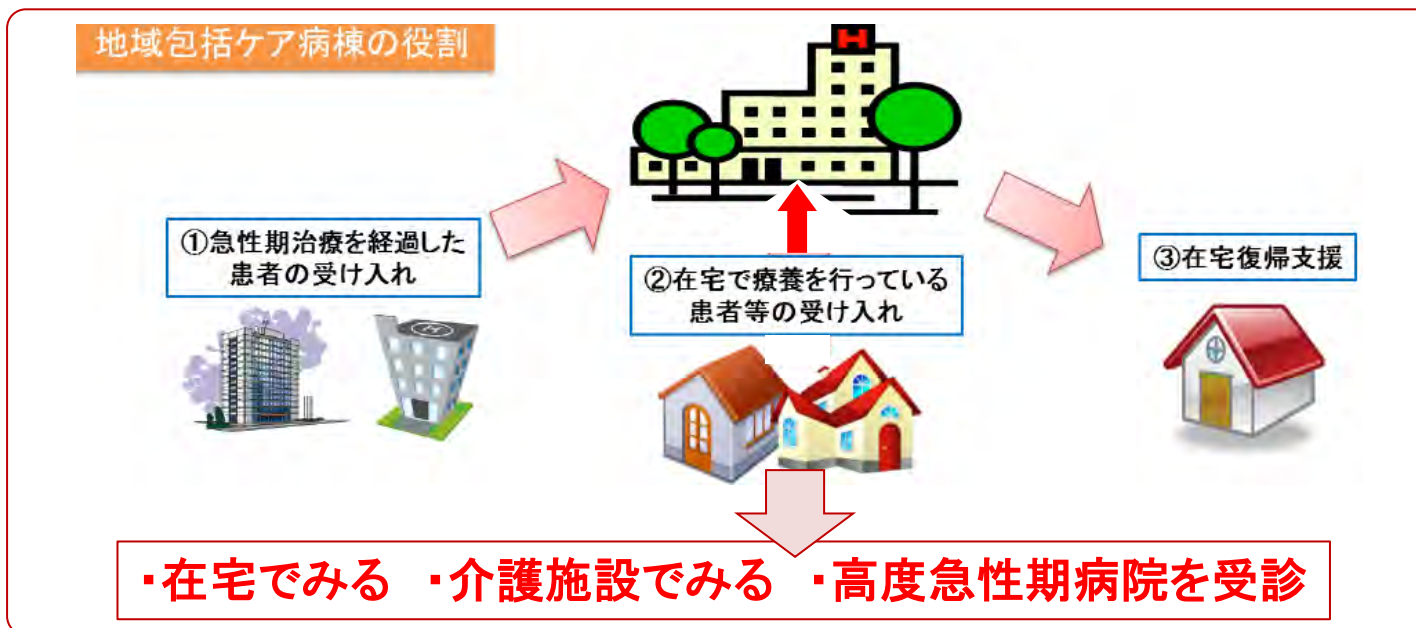 地域包括ケア病棟の役割
H
①急性期治療を経過した
患者の受け入れ
②在宅で療養を行っている
患者等の受け入れ
③在宅復帰支援
H
・在宅でみる ・介護施設でみる ・高度急性期病院を受診